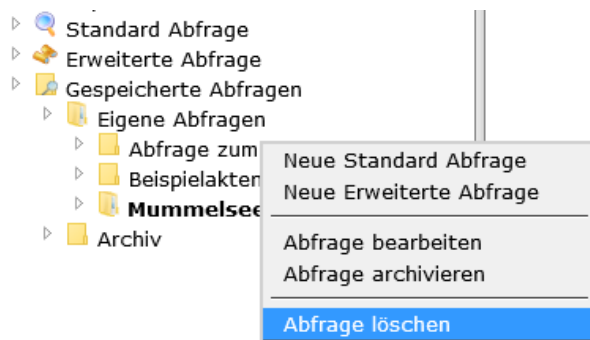 Standard Abfrage
Erweiterte Abfrage
Gespeicherte Abfragen
Eigene Abfragen
Abfrage zum
Beispielakten
Mummelsee
Archiv
Neue Standard Abfrage
Neue Erweiterte Abfrage
Abfrage bearbeiten
Abfrage archivieren
Abfrage löschen